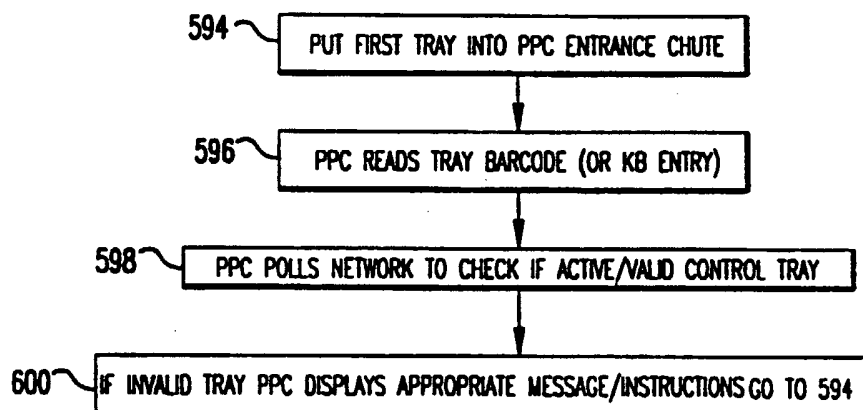 594
PUT FIRST TRAY INTO PPC ENTRANCE CHUTE
596
PPC READS TRAY BARCODE (OR KB ENTRY)
598
PPC POLLS NETWORK TO CHECK IF ACTIVE/VALID CONTROL TRAY
600
IF INVALID TRAY PPC DISPLAYS APPROPRIATE MESSAGE/INSTRUCTIONS GO TO 594